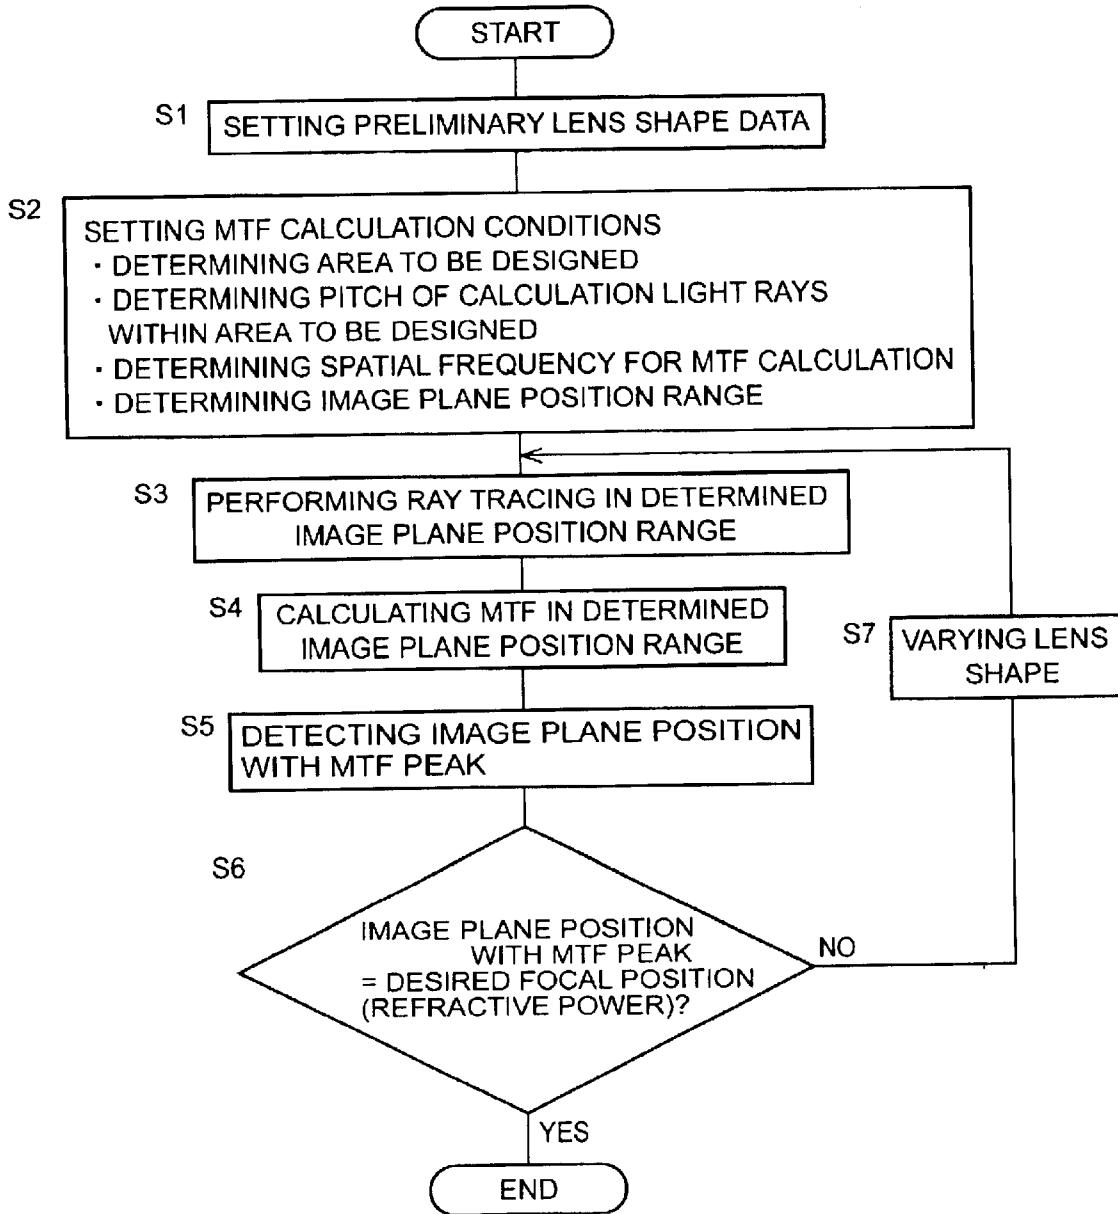 START
S1
SETTING PRELIMINARY LENS SHAPE DATA
S2
SETTING MTF CALCULATION CONDITIONS
・DETERMINING AREA TO BE DESIGNED
・DETERMINING PITCH OF CALCULATION LIGHT RAYS
WITHIN AREA TO BE DESIGNED
・DETERMINING SPATIAL FREQUENCY FOR MTF CALCULATION
・DETERMINING IMAGE PLANE POSITION RANGE
S3
PERFORMING RAY TRACING IN DETERMINED
IMAGE PLANE POSITION RANGE
S4
CALCULATING MTF IN DETERMINED
IMAGE PLANE POSITION RANGE
S7
VARYING LENS
SHAPE
S5
DETECTING IMAGE PLANE POSITION
WITH MTF PEAK
S6
IMAGE PLANE POSITION
WITH MTF PEAK
= DESIRED FOCAL POSITION
(REFRACTIVE POWER)?
NO
YES
END